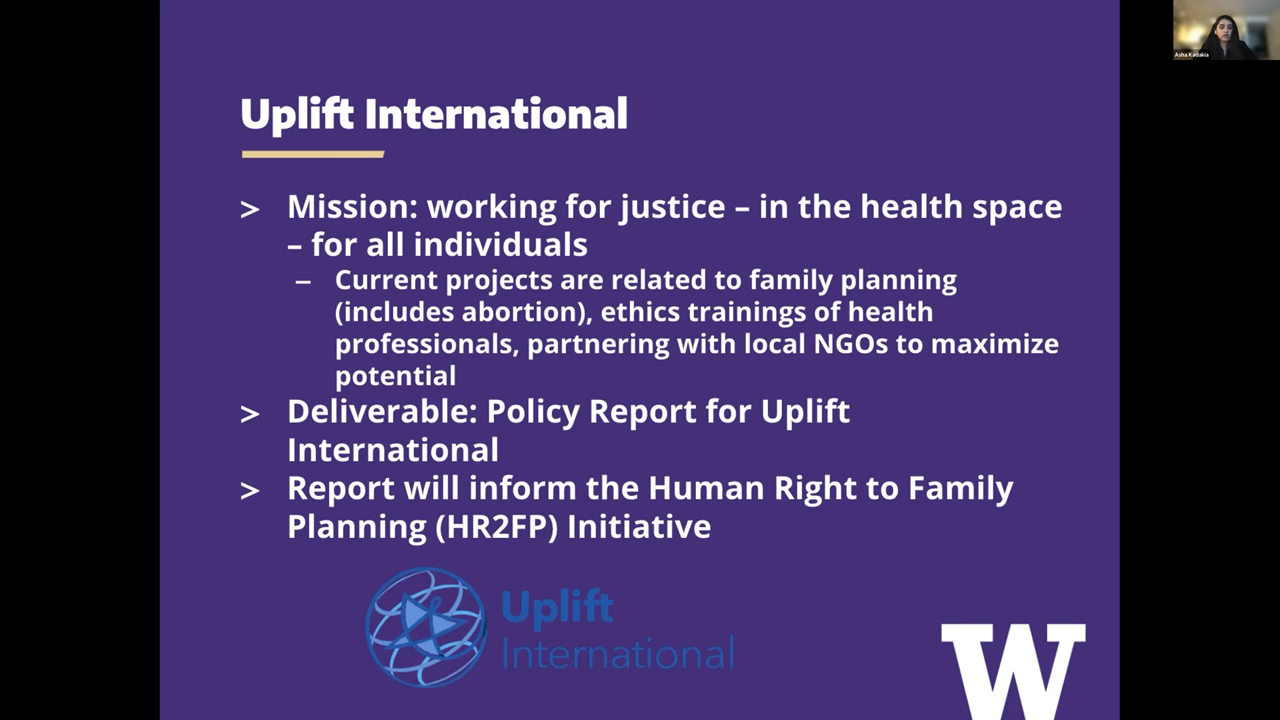 Asha Kadakia
Uplift International
> Mission: working for justice – in the health space
– for all individuals
– Current projects are related to family planning
(includes abortion), ethics trainings of health
professionals, partnering with local NGOs to maximize
potential
> Deliverable: Policy Report for Uplift
International
> Report will inform the Human Right to Family
Planning (HR2FP) Initiative
Uplift
International
W